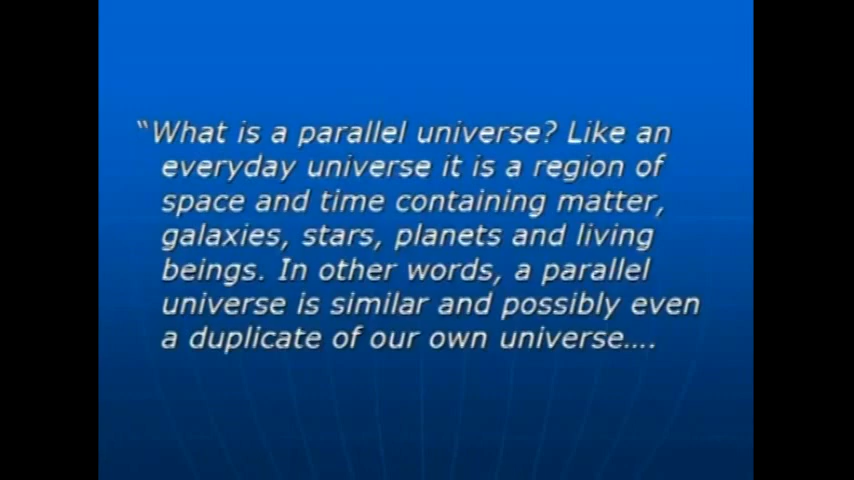 “What is a parallel universe? Like an
everyday universe it is a region of
space and time containing matter,
galaxies, stars, planets and living
beings. In other words, a parallel
universe is similar and possibly even
a duplicate of our own universe….